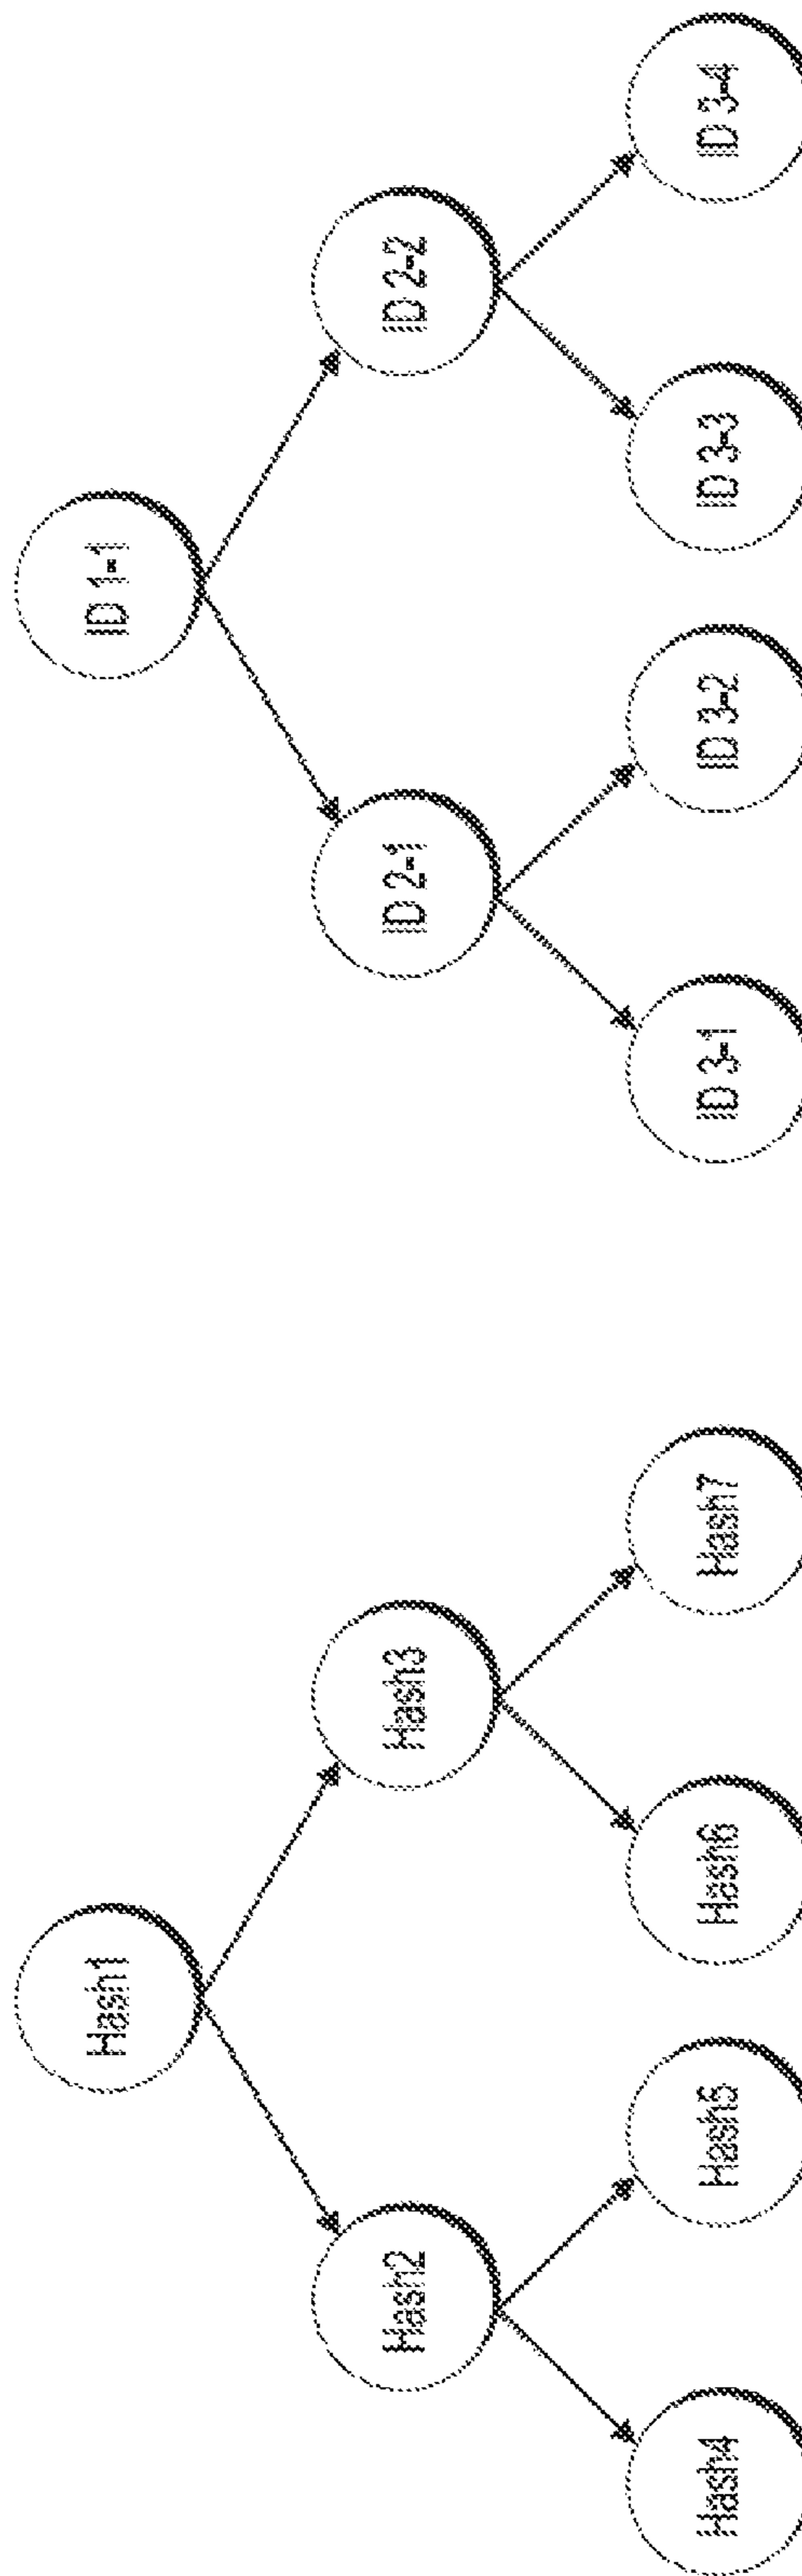 Hash1
Hash2
Hash3
Hash4
Hash5
Hash6
Hash7
ID 1-1
ID 2-1
ID 2-2
ID 3-1
ID 3-2
ID 3-3
ID 3-4